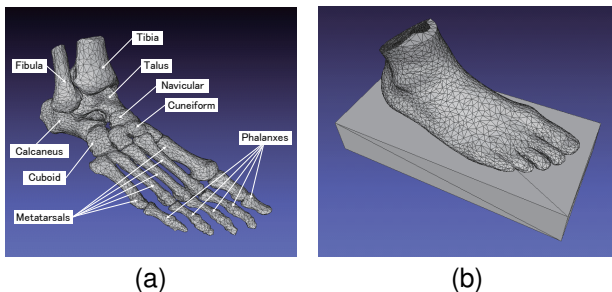 Tibia
Fibula
Talus
Navicular
Cuneiform
Phalanxes
Calcaneus
Cuboid
Metatarsals
(a)
(b)